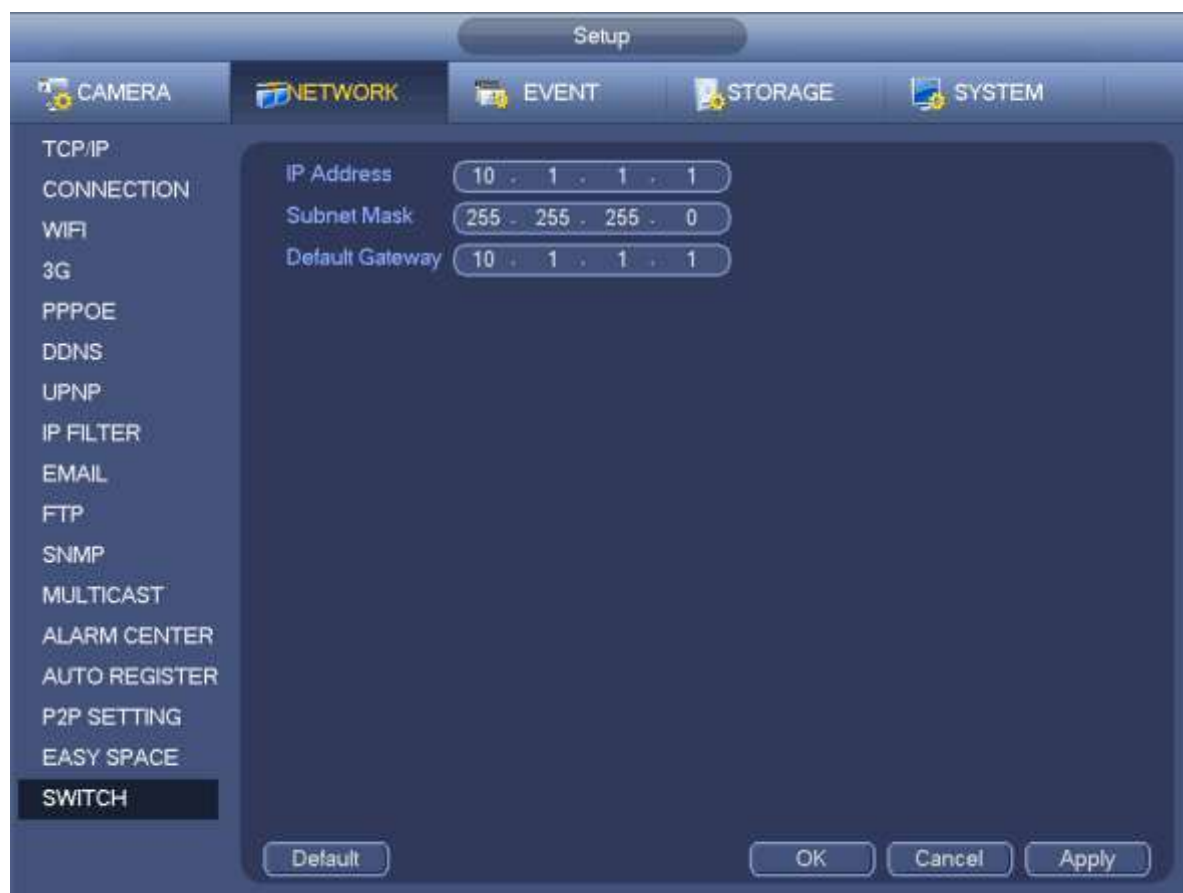 Setup
CAMERA NETWORK EVENT STORAGE SYSTEM
TCP/IP
CONNECTION
WIFI
3G
PPPOE
DDNS
UPNP
IP FILTER
EMAIL
FTP
SNMP
MULTICAST
ALARM CENTER
AUTO REGISTER
P2P SETTING
EASY SPACE
SWITCH
IP Address 10 . 1 . 1 . 1
Subnet Mask 255 . 255 . 255 . 0
Default Gateway 10 . 1 . 1 . 1
Default OK Cancel Apply